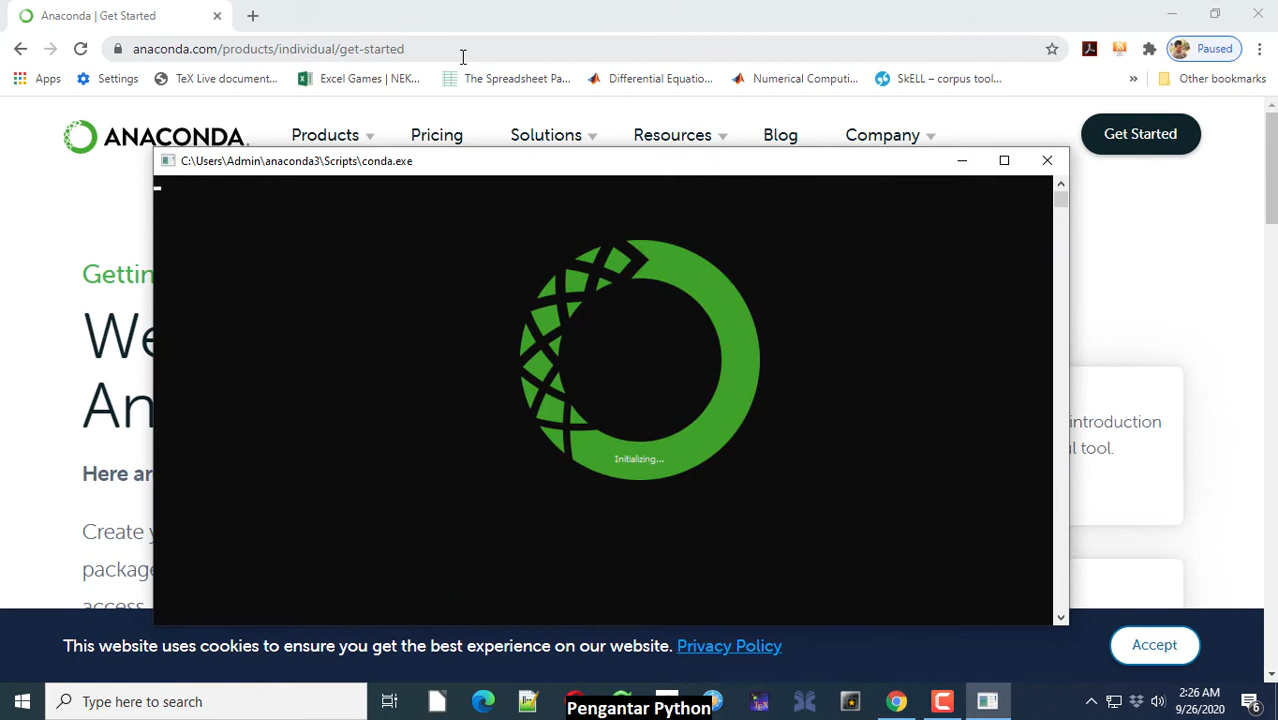 Anaconda | Get Started
anaconda.com/products/individual/get-started
Paused
Apps
Settings
TeX Live document...
Excel Games | NEK...
The Spreadsheet Pa...
Differential Equatio...
Numerical Computi...
SkELL – corpus tool...
»
Other bookmarks
ANACONDA.
Products
Pricing
Solutions
Resources
Blog
Company
Get Started
C:\Users\Admin\anaconda3\Scripts\conda.exe
Gettin
We
An
Here ar
Create y
package
access
introduction
l tool.
Initializing...
This website uses cookies to ensure you get the best experience on our website. Privacy Policy
Accept
Type here to search
2:26 AM
9/26/2020
6
Pengantar Python